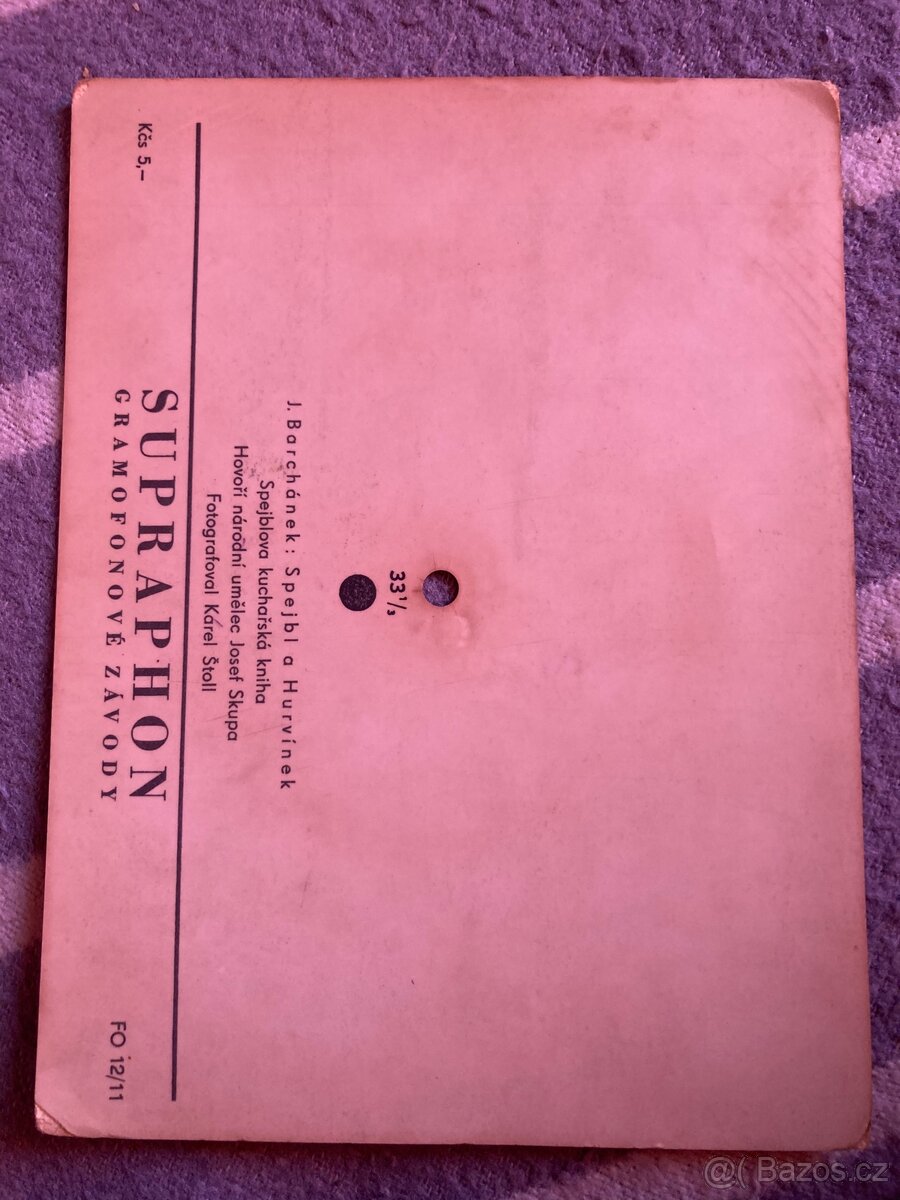 33¹/₃
J. Barchánek: Spejbl a Hurvínek
Spejblova kuchařská kniha
Hovoří národní umělec Josef Skupa
Fotografoval Karel Štoll
Kčs 5,–
SUPRAPHON
GRAMOFONOVÉ ZÁVODY
FO 12/11
@( Bazos.cz